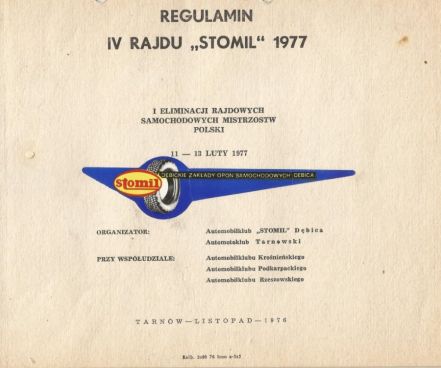 REGULAMIN
IV RAJDU „STOMIL“ 1977
I ELIMINACJI RAJDOWYCH
SAMOCHODOWYCH MISTRZOSTW
POLSKI
11 — 13 LUTY 1977
stomil DĘBICKIE ZAKŁADY OPON SAMOCHODOWYCH DĘBICA
ORGANIZATOR: Automobilklub „STOMIL” Dębica
Automoiaklub Tarnowski
PRZY WSPÓŁUDZIALE: Automobilklubu Krośnieńskiego
Automobilklubu Podkarpackiego
Automobilklubu Rzeszowskiego
TARNÓW—LISTOPAD—1976